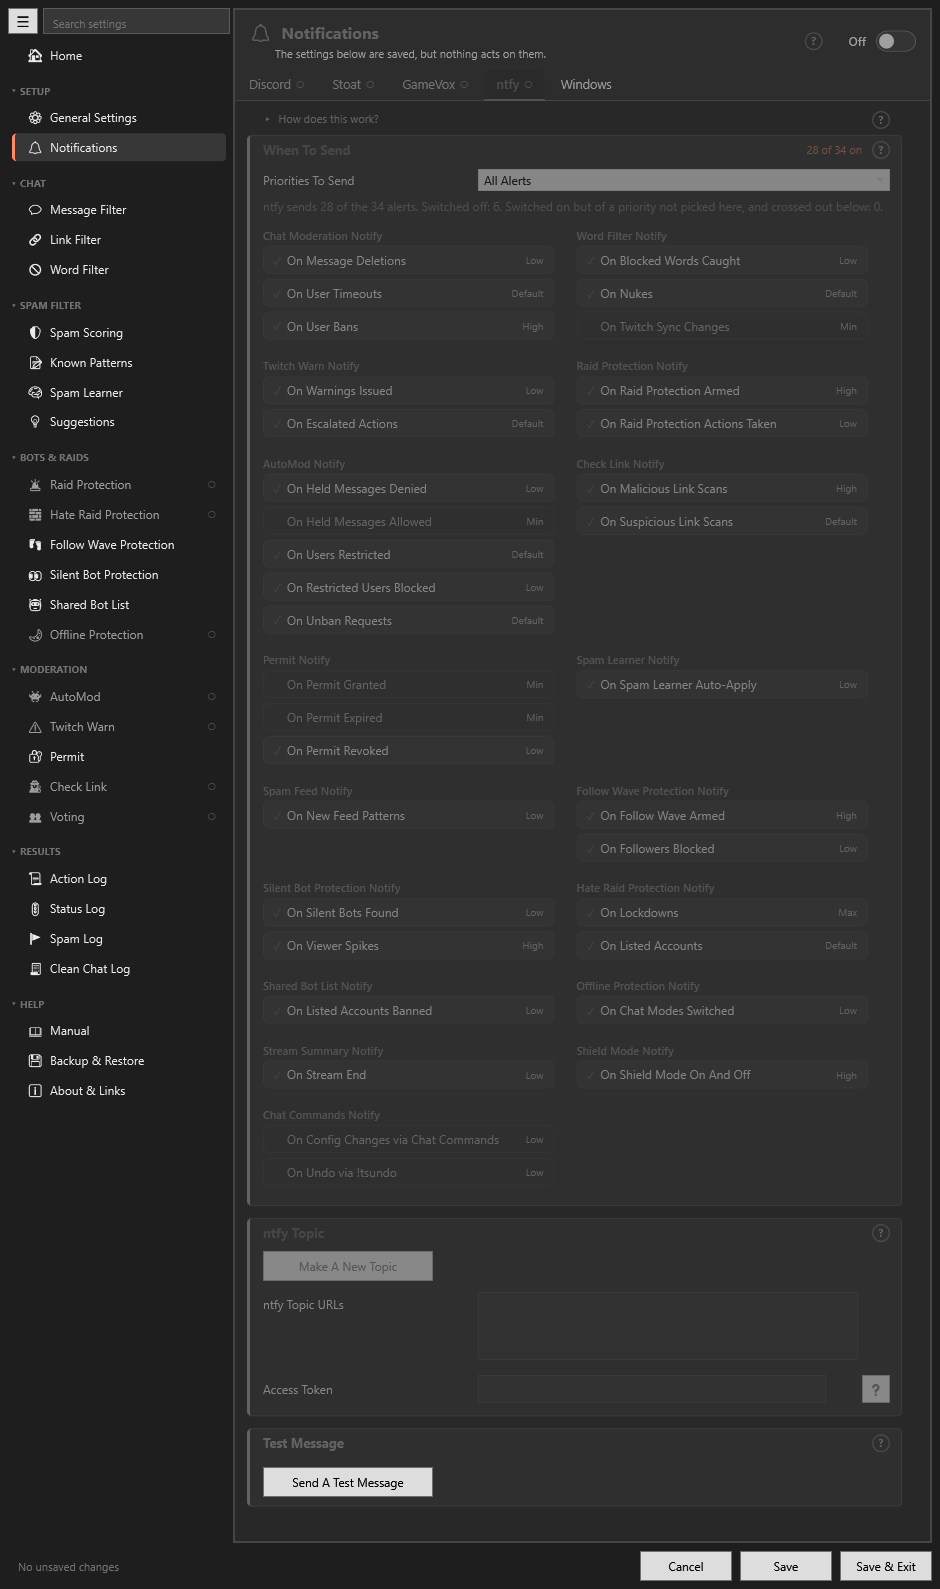 Search settings
Home
SETUP
General Settings
Notifications
CHAT
Message Filter
Link Filter
Word Filter
SPAM FILTER
Spam Scoring
Known Patterns
Spam Learner
Suggestions
BOTS & RAIDS
Raid Protection
Hate Raid Protection
Follow Wave Protection
Silent Bot Protection
Shared Bot List
Offline Protection
MODERATION
AutoMod
Twitch Warn
Permit
Check Link
Voting
RESULTS
Action Log
Status Log
Spam Log
Clean Chat Log
HELP
Manual
Backup & Restore
About & Links
Notifications
The settings below are saved, but nothing acts on them.
? Off
Discord Stoat GameVox ntfy Windows
How does this work? ?
When To Send 28 of 34 on ?
Priorities To Send All Alerts
ntfy sends 28 of the 34 alerts. Switched off: 6. Switched on but of a priority not picked here, and crossed out below: 0.
Chat Moderation Notify
On Message Deletions Low
On User Timeouts Default
On User Bans High
Word Filter Notify
On Blocked Words Caught Low
On Nukes Default
On Twitch Sync Changes Min
Twitch Warn Notify
On Warnings Issued Low
On Escalated Actions Default
Raid Protection Notify
On Raid Protection Armed High
On Raid Protection Actions Taken Low
AutoMod Notify
On Held Messages Denied Low
On Held Messages Allowed Min
On Users Restricted Default
On Restricted Users Blocked Low
On Unban Requests Default
Check Link Notify
On Malicious Link Scans High
On Suspicious Link Scans Default
Permit Notify
On Permit Granted Min
On Permit Expired Min
On Permit Revoked Low
Spam Learner Notify
On Spam Learner Auto-Apply Low
Spam Feed Notify
On New Feed Patterns Low
Follow Wave Protection Notify
On Follow Wave Armed High
On Followers Blocked Low
Silent Bot Protection Notify
On Silent Bots Found Low
On Viewer Spikes High
Hate Raid Protection Notify
On Lockdowns Max
On Listed Accounts Default
Shared Bot List Notify
On Listed Accounts Banned Low
Offline Protection Notify
On Chat Modes Switched Low
Stream Summary Notify
On Stream End Low
Shield Mode Notify
On Shield Mode On And Off High
Chat Commands Notify
On Config Changes via Chat Commands Low
On Undo via !tsundo Low
ntfy Topic ?
Make A New Topic
ntfy Topic URLs
Access Token ?
Test Message ?
Send A Test Message
No unsaved changes
Cancel Save Save & Exit